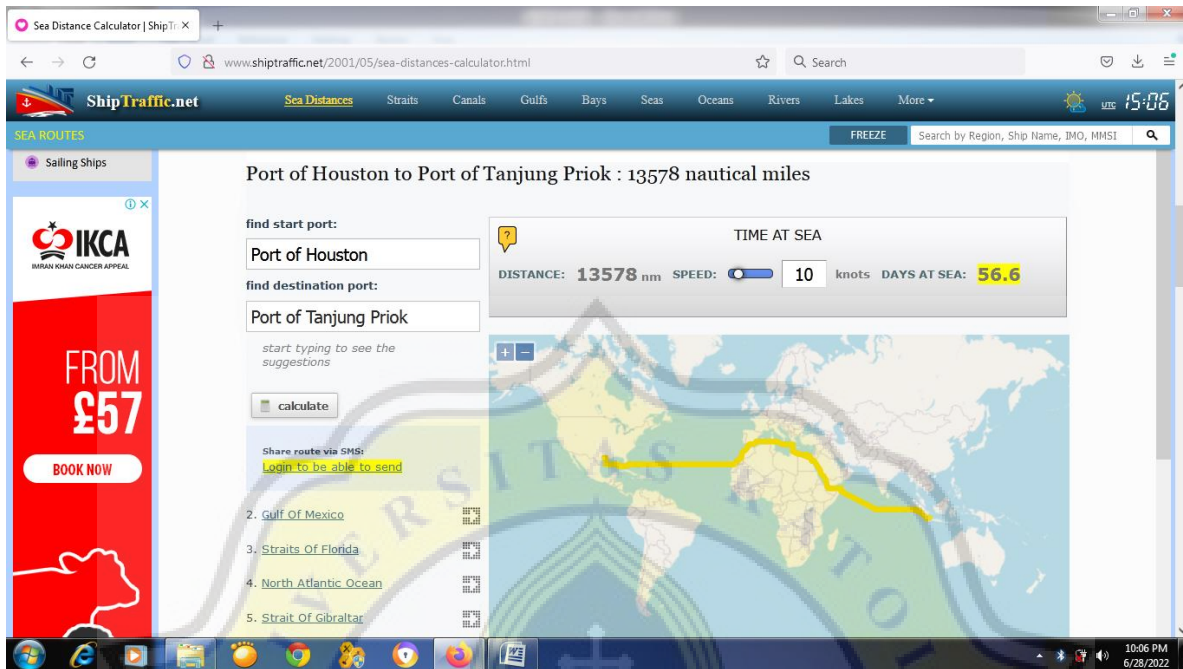 Sea Distance Calculator | ShipTr
www.shiptraffic.net/2001/05/sea-distances-calculator.html
Search
ShipTraffic.net
Sea Distances Straits Canals Gulfs Bays Seas Oceans Rivers Lakes More
UTC 15:06
SEA ROUTES
FREEZE
Search by Region, Ship Name, IMO, MMSI
Sailing Ships
IKCA
IMRAN KHAN CANCER APPEAL
FROM
£57
BOOK NOW
Port of Houston to Port of Tanjung Priok : 13578 nautical miles
find start port:
Port of Houston
find destination port:
Port of Tanjung Priok
start typing to see the
suggestions
calculate
?
TIME AT SEA
DISTANCE: 13578 nm SPEED: 10 knots DAYS AT SEA: 56.6
+ −
Share route via SMS:
Login to be able to send
2. Gulf Of Mexico
3. Straits Of Florida
4. North Atlantic Ocean
5. Strait Of Gibraltar
10:06 PM
6/28/2022